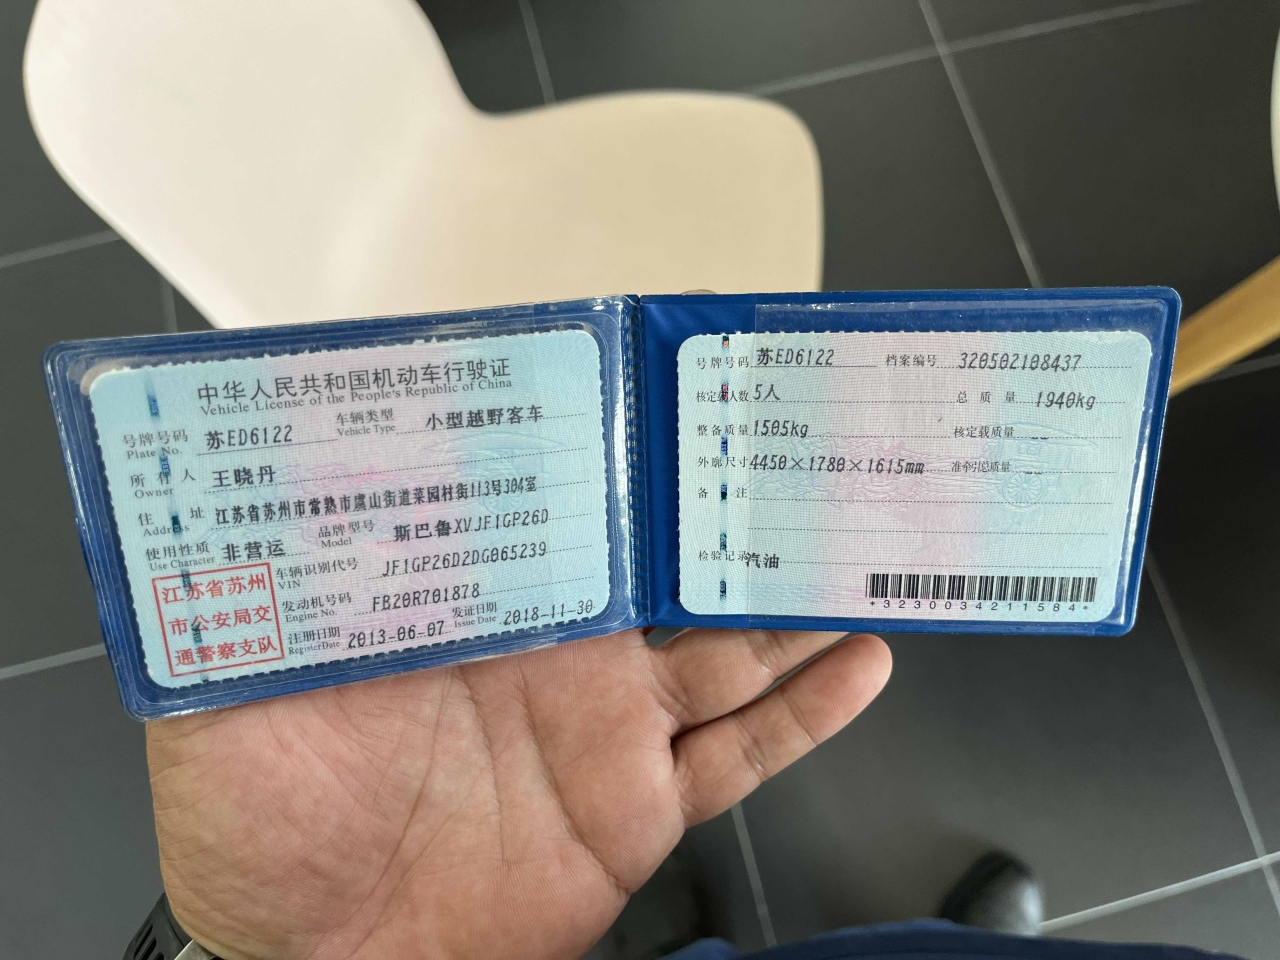 中华人民共和国机动车行驶证
Vehicle License of the People's Republic of China
号牌号码 苏ED6122 车辆类型 小型越野客车
Plate No. Vehicle Type
所有人 王晓丹
Owner
住址 江苏省苏州市常熟市虞山街道菜园村街113号304室
Address
使用性质 非营运 品牌型号 斯巴鲁XVJF1GP26D
Use Character Model
江苏省苏州
市公安局交
通警察支队
车辆识别代号 JF1GP26D2DG065239
VIN
发动机号码 FB20R701878
Engine No.
注册日期 2013-06-07 发证日期 2018-11-30
Register Date Issue Date
号牌号码 苏ED6122 档案编号 320502108437
核定载人数 5人 总质量 1940kg
整备质量 1505kg 核定载质量 --
外廓尺寸 4450×1780×1615mm 准牵引总质量 --
备注
检验记录 汽油
*3230034211584*